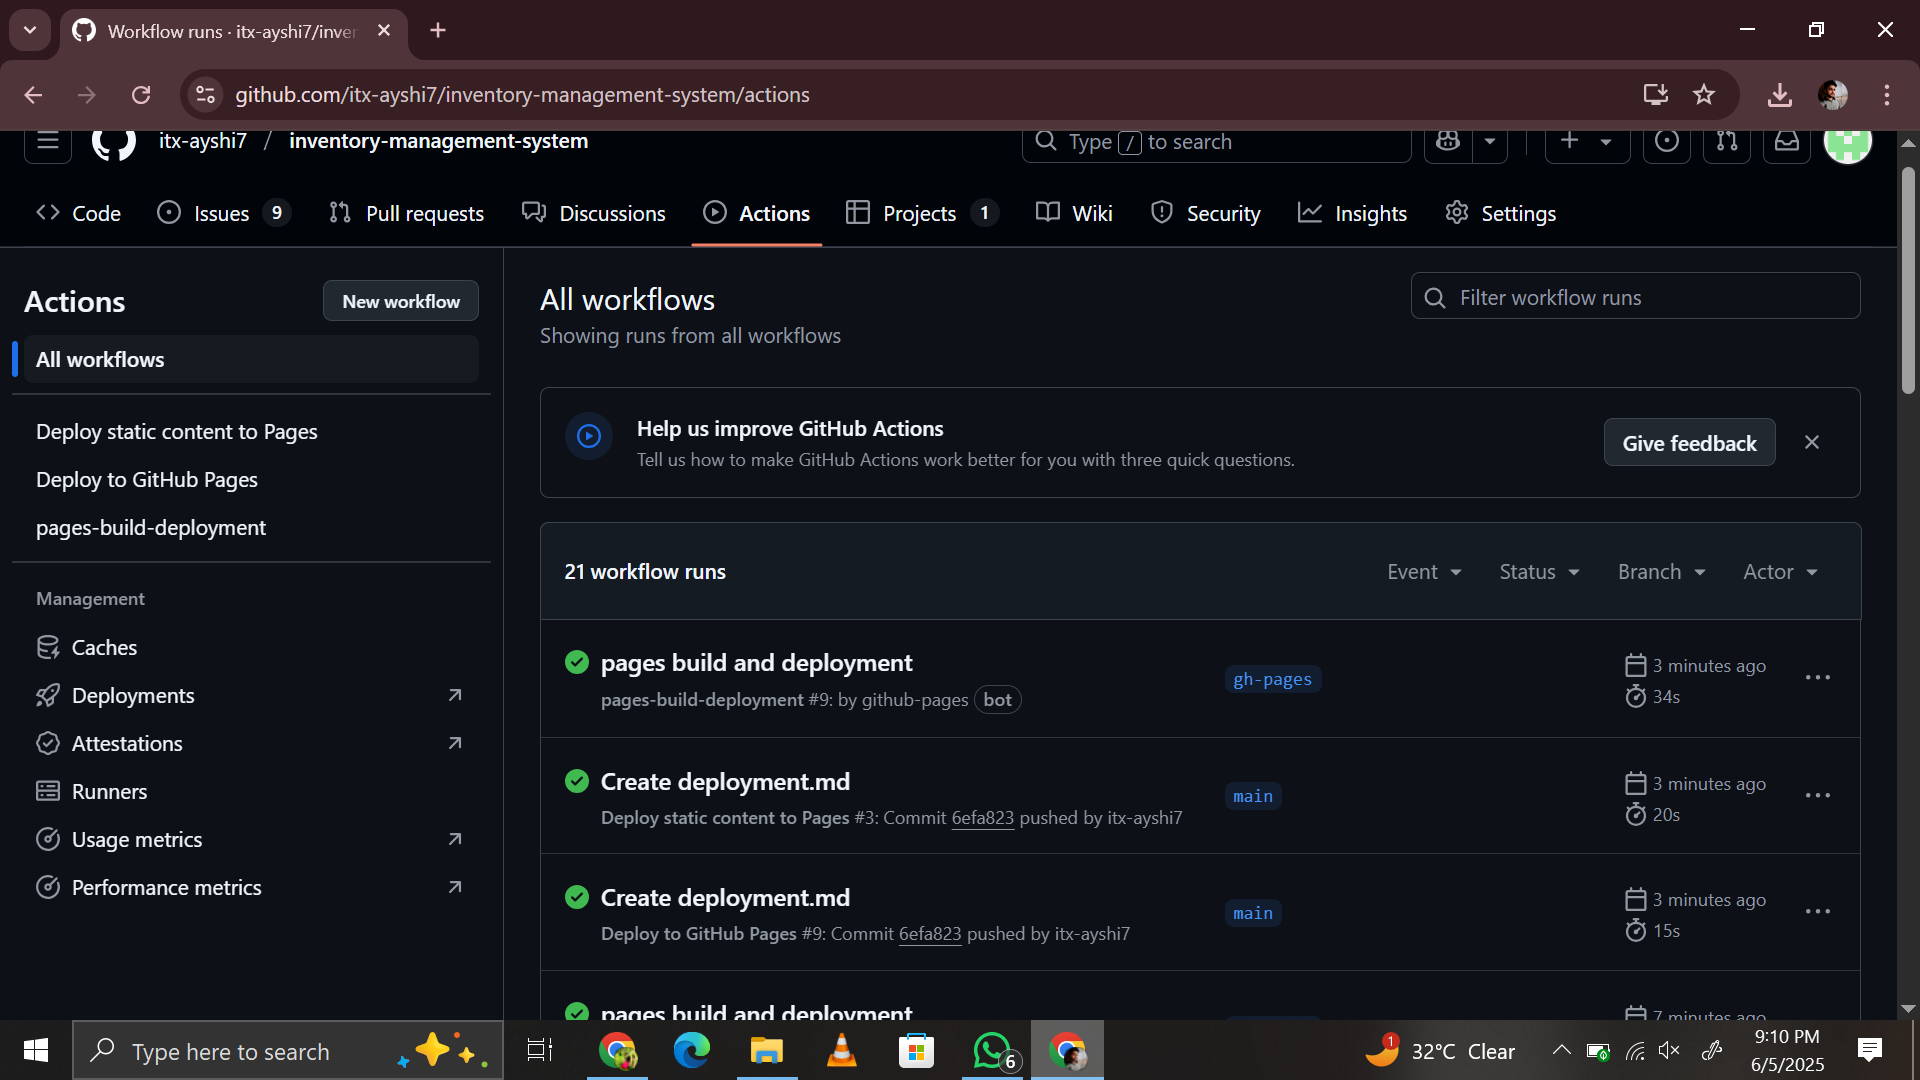 Workflow runs · itx-ayshi7/inver
github.com/itx-ayshi7/inventory-management-system/actions
itx-ayshi7 / inventory-management-system
Type / to search
Code
Issues 9
Pull requests
Discussions
Actions
Projects 1
Wiki
Security
Insights
Settings
Actions
New workflow
All workflows
Deploy static content to Pages
Deploy to GitHub Pages
pages-build-deployment
Management
Caches
Deployments
Attestations
Runners
Usage metrics
Performance metrics
All workflows
Showing runs from all workflows
Filter workflow runs
Help us improve GitHub Actions
Tell us how to make GitHub Actions work better for you with three quick questions.
Give feedback
21 workflow runs
Event
Status
Branch
Actor
pages build and deployment
pages-build-deployment #9: by github-pages bot
gh-pages
3 minutes ago
34s
Create deployment.md
Deploy static content to Pages #3: Commit 6efa823 pushed by itx-ayshi7
main
3 minutes ago
20s
Create deployment.md
Deploy to GitHub Pages #9: Commit 6efa823 pushed by itx-ayshi7
main
3 minutes ago
15s
pages build and deployment
7 minutes ago
Type here to search
6
1
32°C Clear
9:10 PM
6/5/2025